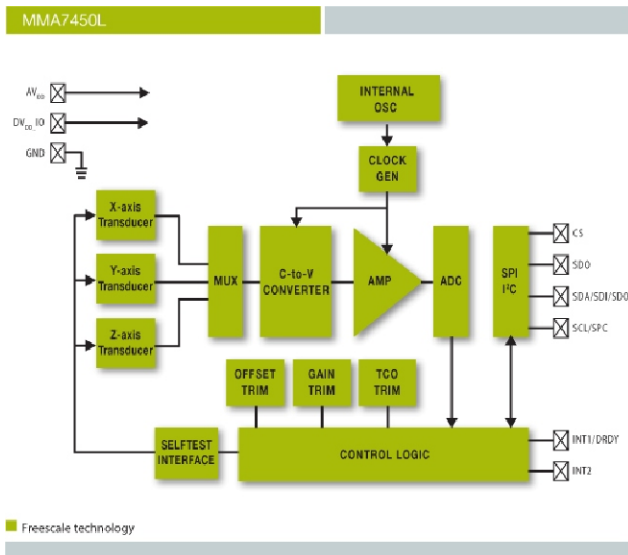 MMA7450L
AVDD
DVDD_IO
GND
INTERNAL
OSC
CLOCK
GEN
X-axis
Transducer
Y-axis
Transducer
Z-axis
Transducer
MUX
C-to-V
CONVERTER
AMP
ADC
SPI
I²C
CS
SDO
SDA/SDI/SDO
SCL/SPC
OFFSET
TRIM
GAIN
TRIM
TCO
TRIM
SELFTEST
INTERFACE
CONTROL LOGIC
INT1/DRDY
INT2
Freescale technology